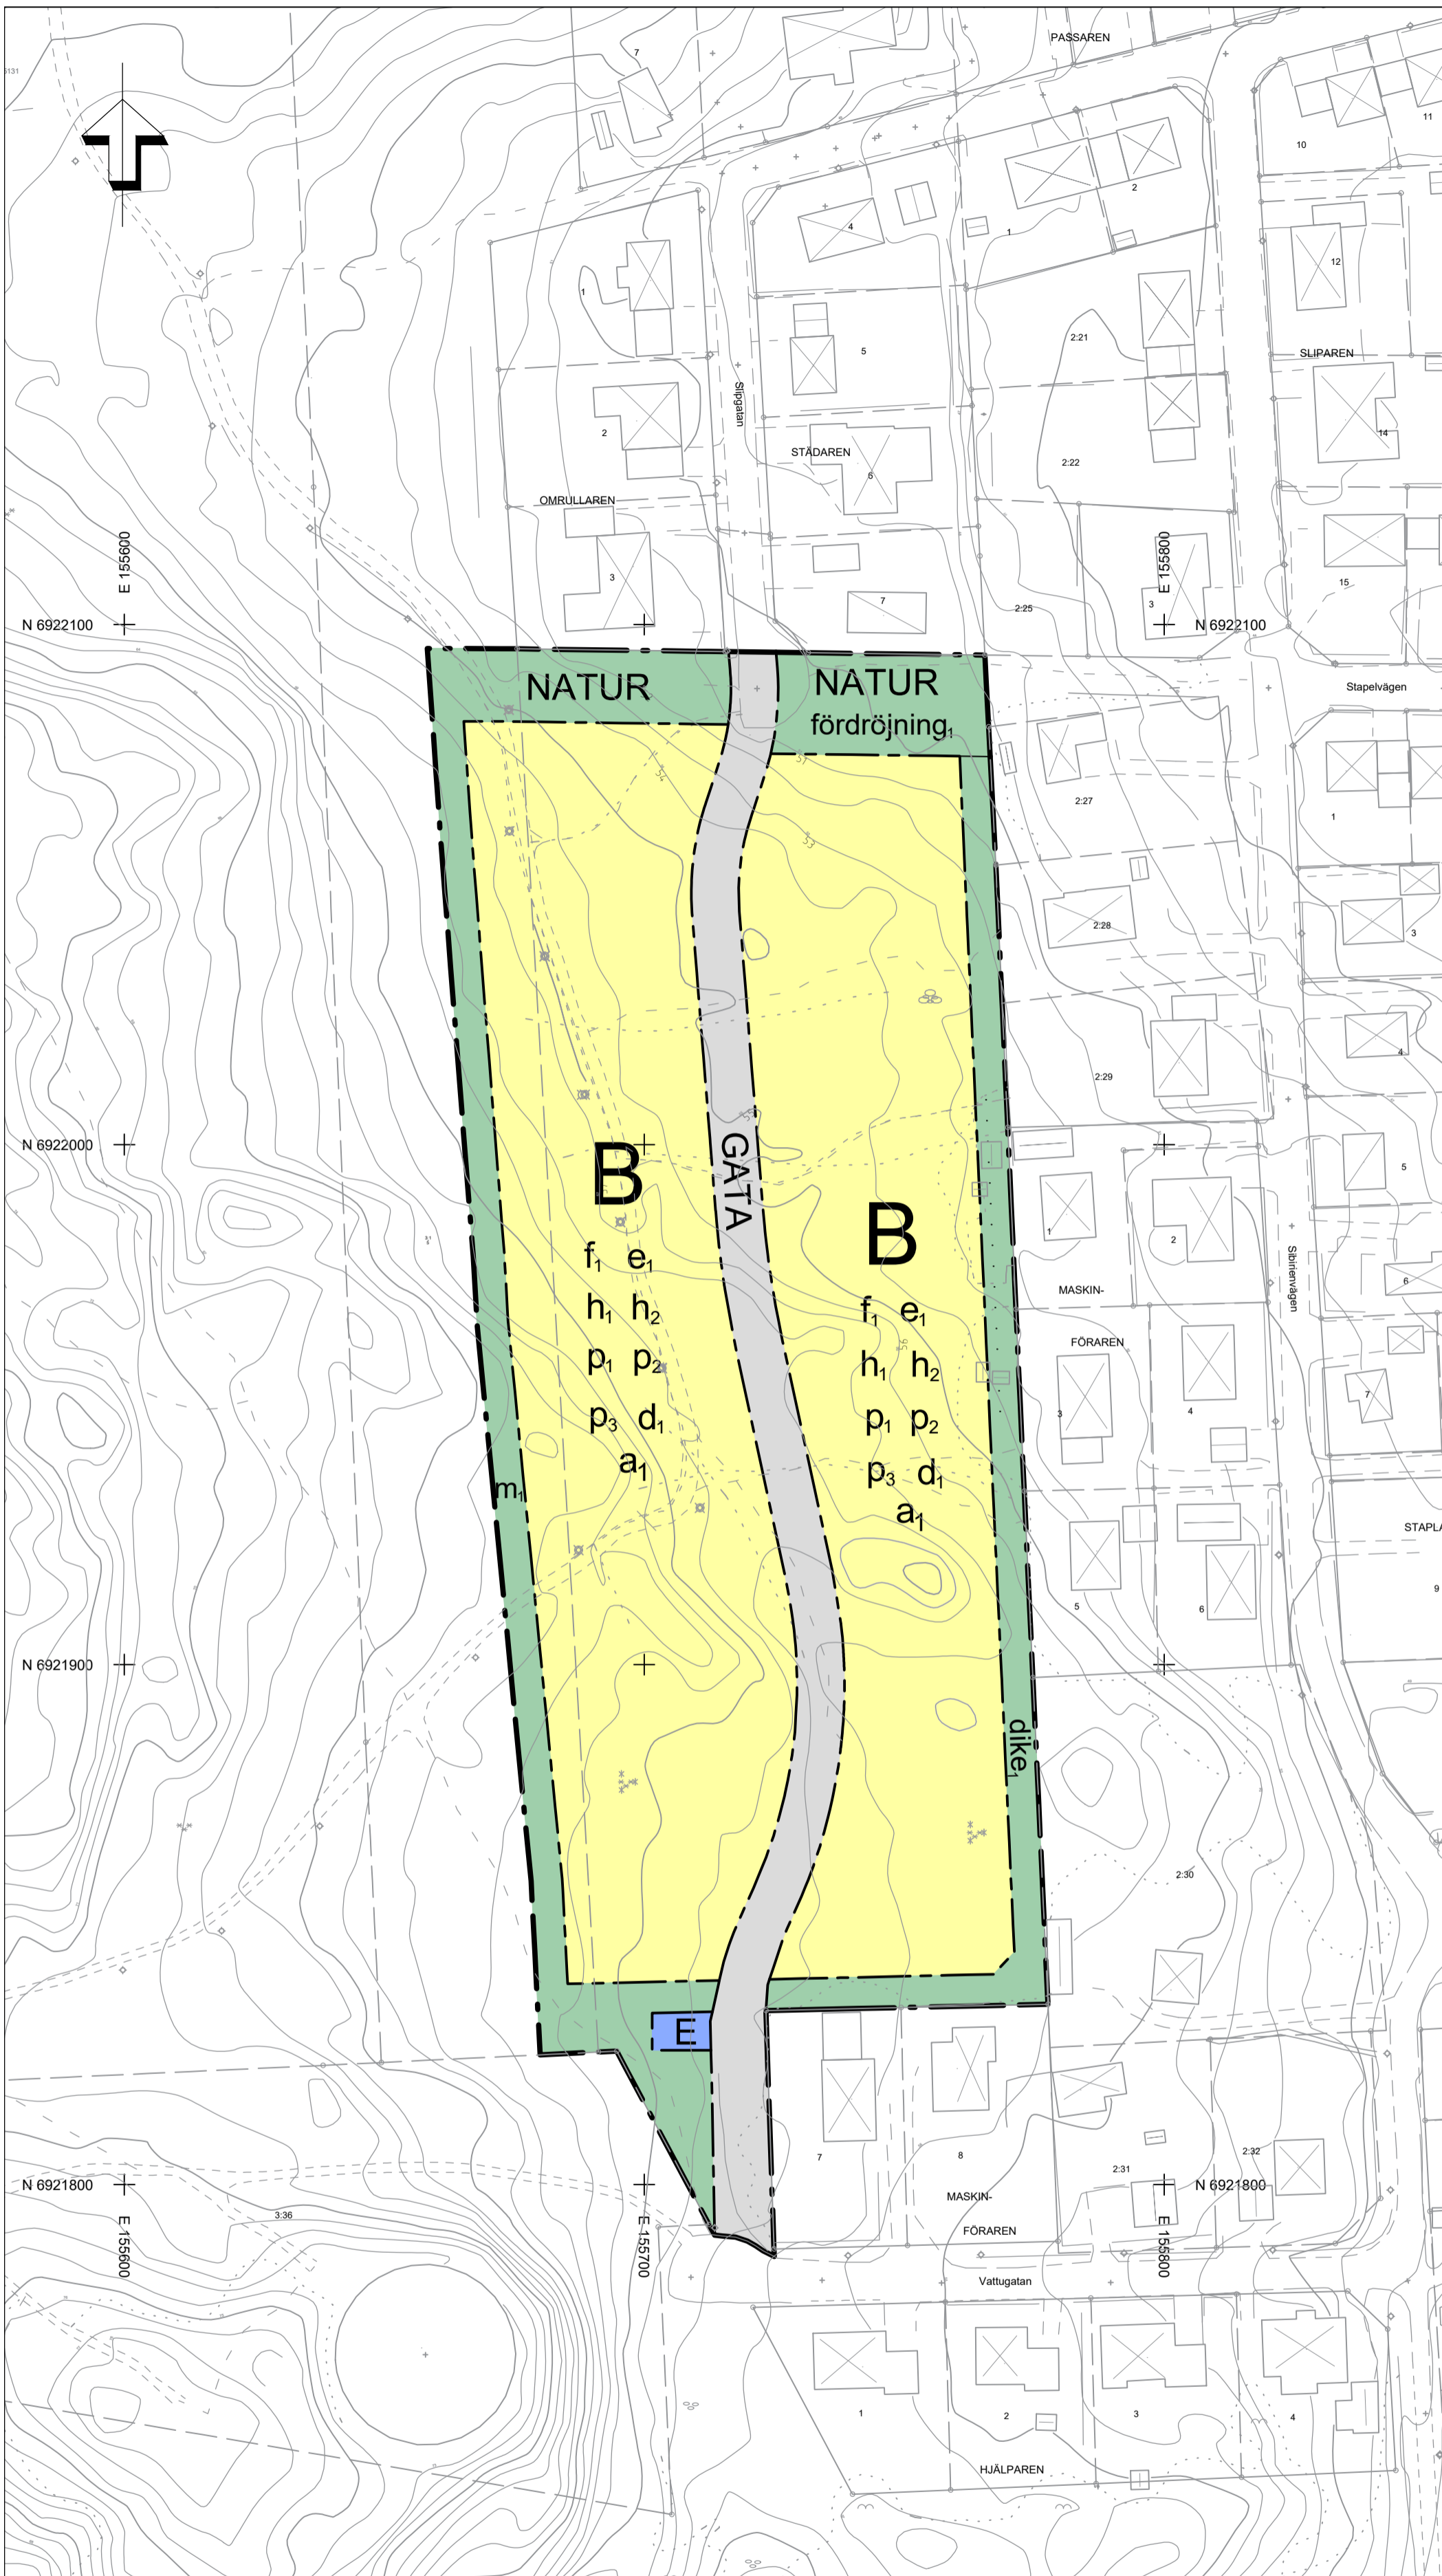 PASSAREN
7
11
10
2
4
1
12
1
2:21
SLIPAREN
5
Slipgatan
2
14
STÄDAREN
6
2:22
OMRULLAREN
E 155600
E 155800
3
15
7
2:25
3
N 6922100
N 6922100
NATUR
NATUR
Stapelvägen
fördröjning1
54
51
53
2:27
1
2:28
3
4
2:29
N 6922000
B
GATA
5
B
1
2
Sibirienvägen
f1 e1
6
MASKIN-
h1 h2
f1 e1
FÖRAREN
56
p1 p2
h1 h2
7
p3 d1
p1 p2
3
4
a1
p3 d1
m1
a1
STAPLA
9
5
6
N 6921900
dike1
2:30
E
7
8
2:31
2:32
N 6921800
N 6921800
MASKIN-
3:36
FÖRAREN
E 155600
E 155700
E 155800
Vattugatan
1
2
3
4
HJÄLPAREN